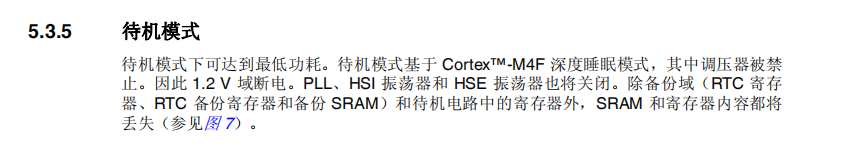 5.3.5 待机模式
待机模式下可达到最低功耗。待机模式基于 Cortex™-M4F 深度睡眠模式，其中调压器被禁
止。因此 1.2 V 域断电。PLL、HSI 振荡器和 HSE 振荡器也将关闭。除备份域（RTC 寄存
器、RTC 备份寄存器和备份 SRAM）和待机电路中的寄存器外，SRAM 和寄存器内容都将
丢失（参见图 7）。